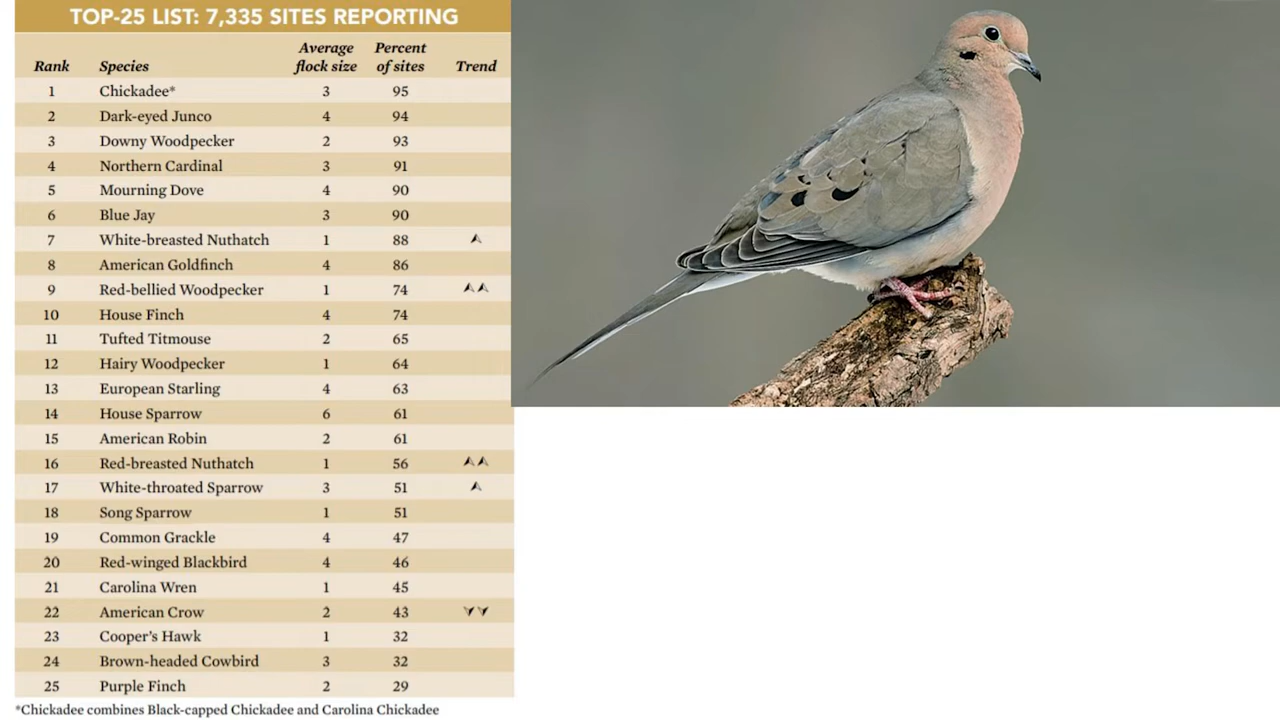 TOP-25 LIST: 7,335 SITES REPORTING
Average Percent
Rank Species flock size of sites Trend
1 Chickadee* 3 95
2 Dark-eyed Junco 4 94
3 Downy Woodpecker 2 93
4 Northern Cardinal 3 91
5 Mourning Dove 4 90
6 Blue Jay 3 90
7 White-breasted Nuthatch 1 88
8 American Goldfinch 4 86
9 Red-bellied Woodpecker 1 74
10 House Finch 4 74
11 Tufted Titmouse 2 65
12 Hairy Woodpecker 1 64
13 European Starling 4 63
14 House Sparrow 6 61
15 American Robin 2 61
16 Red-breasted Nuthatch 1 56
17 White-throated Sparrow 3 51
18 Song Sparrow 1 51
19 Common Grackle 4 47
20 Red-winged Blackbird 4 46
21 Carolina Wren 1 45
22 American Crow 2 43
23 Cooper's Hawk 1 32
24 Brown-headed Cowbird 3 32
25 Purple Finch 2 29
*Chickadee combines Black-capped Chickadee and Carolina Chickadee